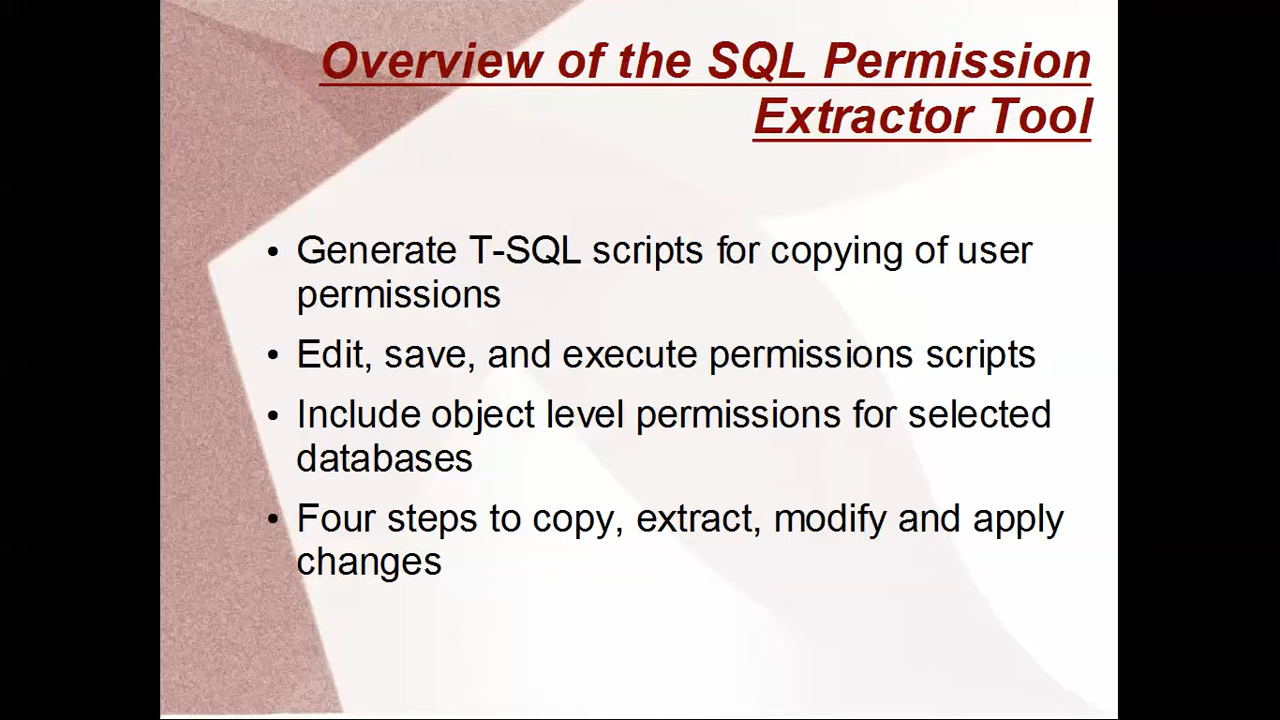 Overview of the SQL Permission
Extractor Tool
• Generate T-SQL scripts for copying of user
permissions
• Edit, save, and execute permissions scripts
• Include object level permissions for selected
databases
• Four steps to copy, extract, modify and apply
changes